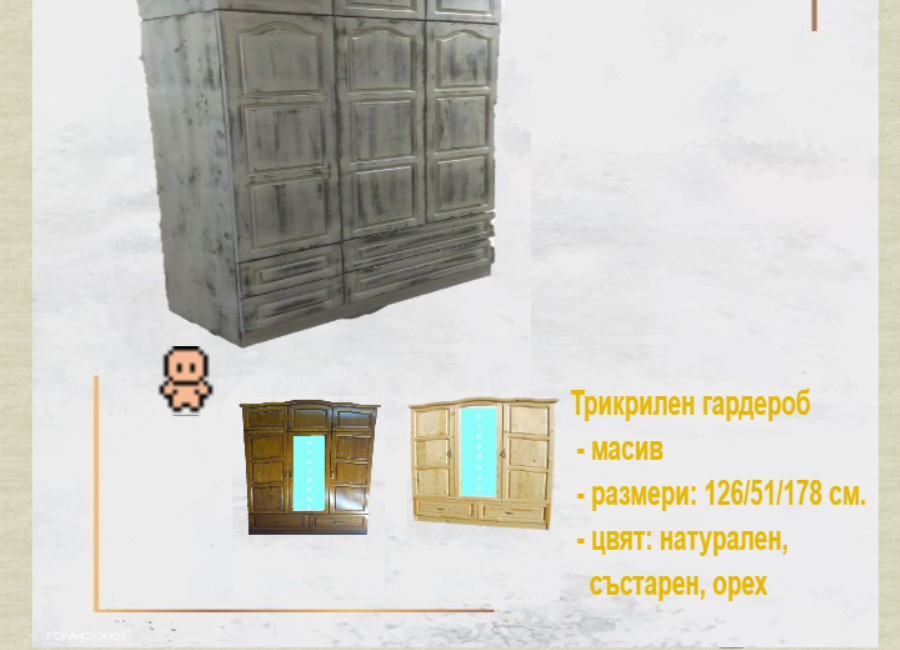 Трикрилен гардероб
- масив
- размери: 126/51/178 см.
- цвят: натурален,
състарен, орех
rawpixel